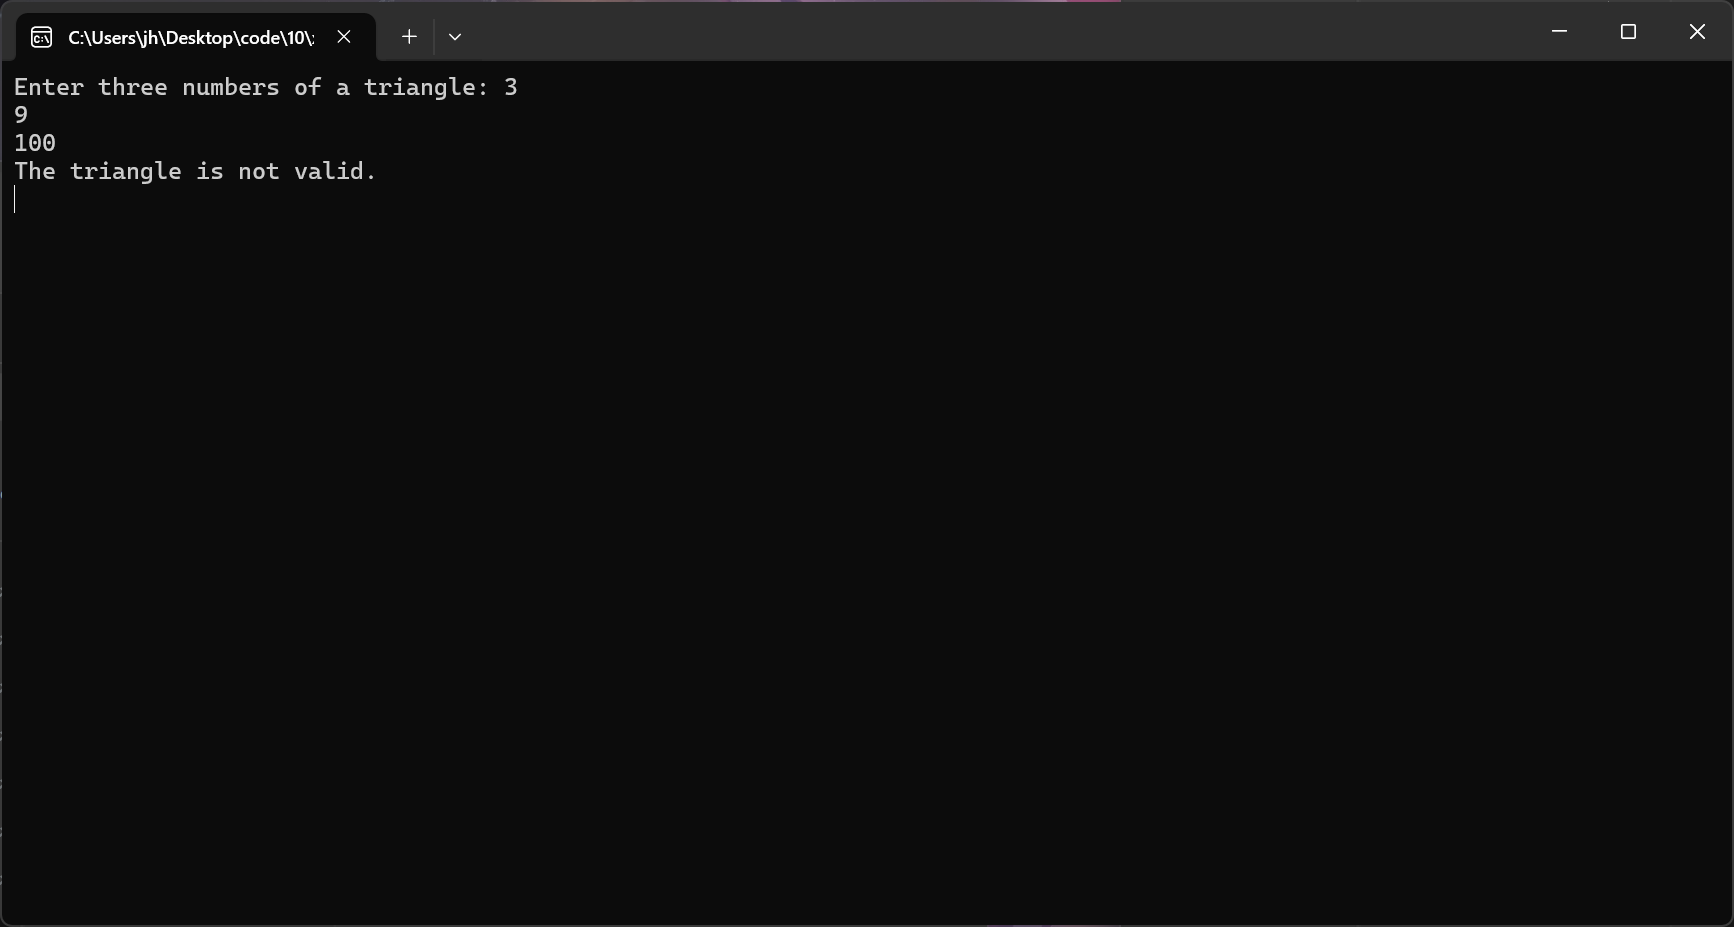 C:\Users\jh\Desktop\code\10\
Enter three numbers of a triangle: 3
9
100
The triangle is not valid.